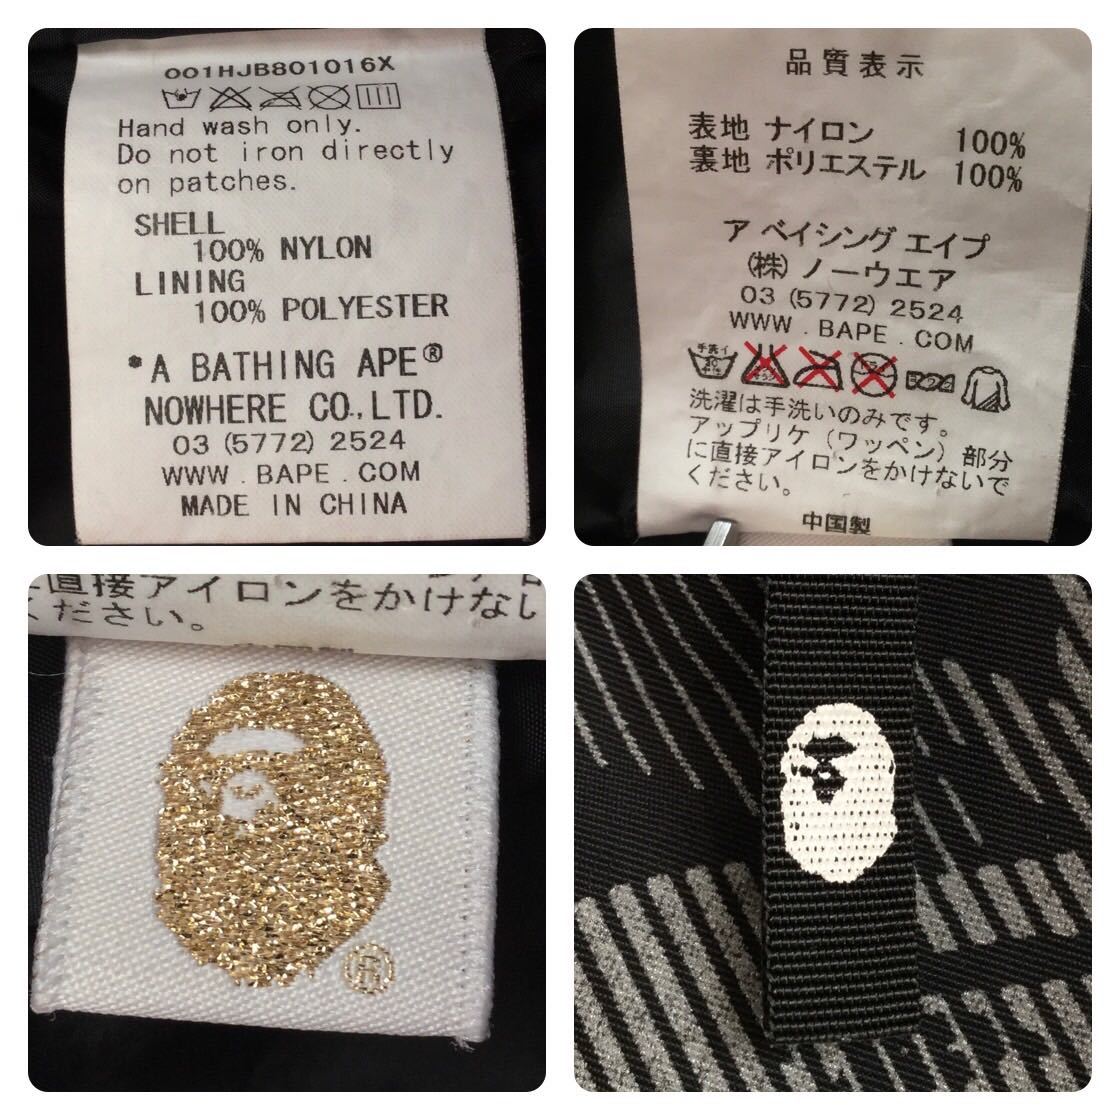 001HJB801016X
Hand wash only.
Do not iron directly
on patches.
SHELL
100% NYLON
LINING
100% POLYESTER
*A BATHING APE®
NOWHERE CO.,LTD.
03 (5772) 2524
WWW . BAPE . COM
MADE IN CHINA
品質表示
表地 ナイロン 100%
裏地 ポリエステル 100%
ア ベイシング エイプ
(株) ノーウエア
03 (5772) 2524
WWW . BAPE . COM
手洗イ
洗濯は手洗いのみです。
アップリケ (ワッペン) 部分
に直接アイロンをかけないで
ください。
中国製
直接アイロンをかけない
ください。
®